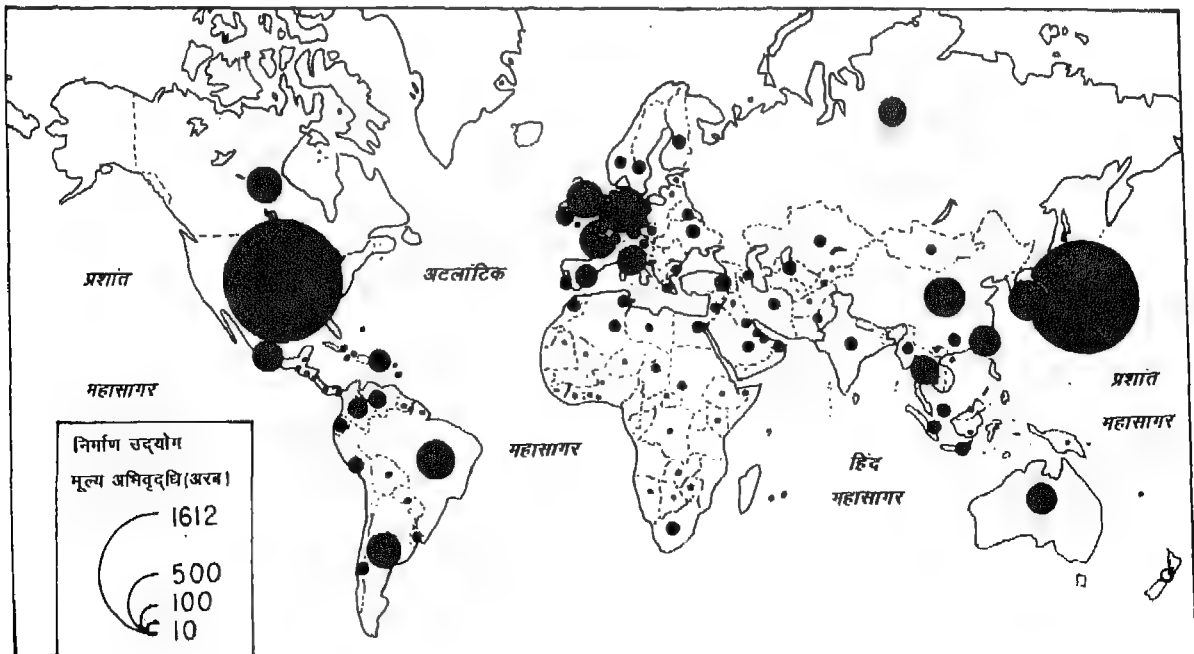 प्रशांत
अटलांटिक
महासागर
महासागर
हिंद
महासागर
प्रशांत
महासागर
निर्माण उद्योग
मूल्य अभिवृद्धि (अरब)
1612
500
100
10